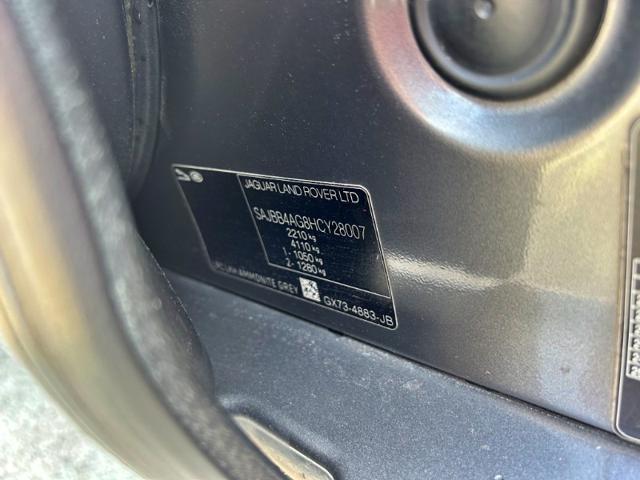 JAGUAR LAND ROVER LTD
SAJBB4AG8HCY28007
2210 kg
4110 kg
1- 1050 kg
2- 1280 kg
AMMONITE GREY
GX73-4883-JB